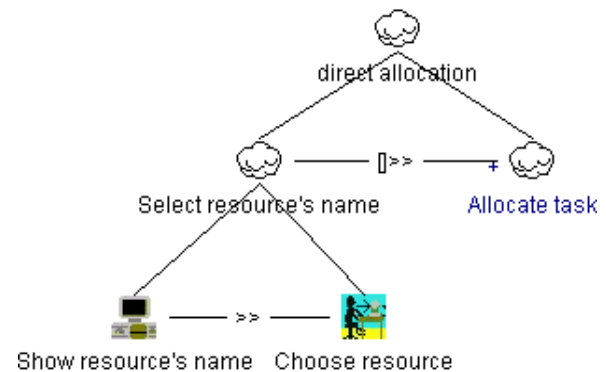 direct allocation
[]>>
+
Select resource's name
Allocate task
>>
Show resource's name
Choose resource